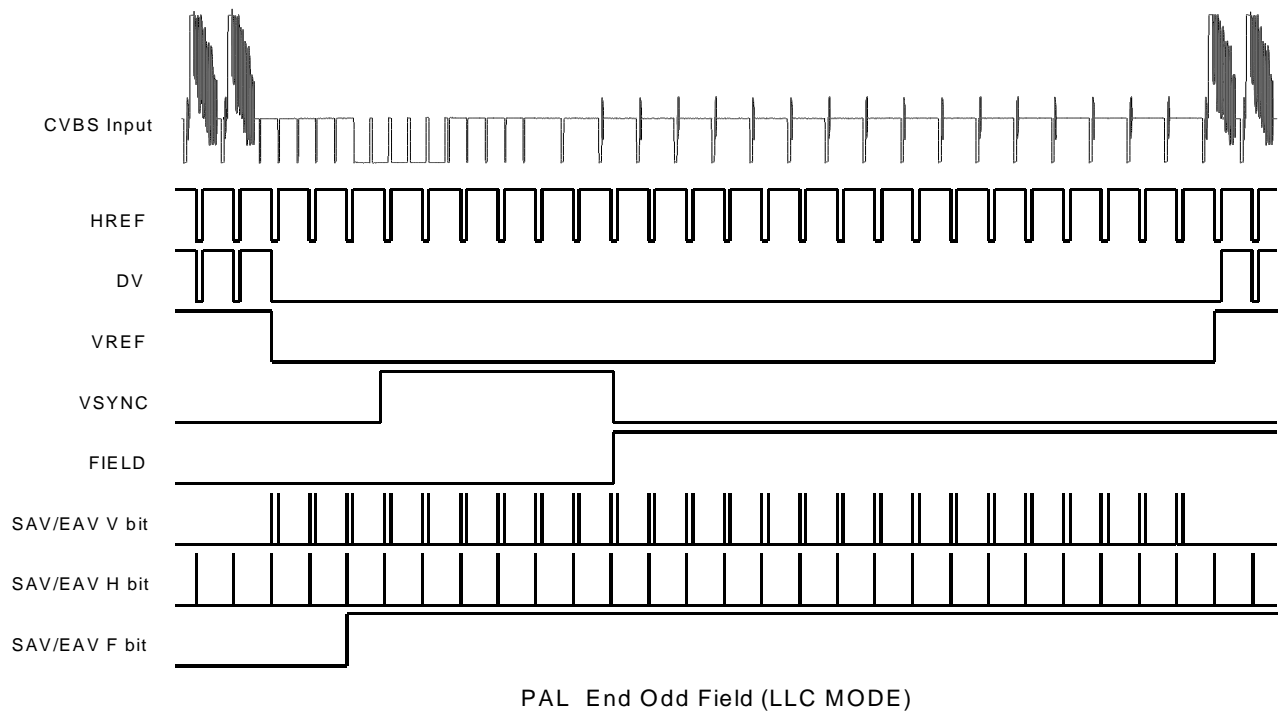 CVBS Input
HREF
DV
VREF
VSYNC
FIELD
SAV/EAV V bit
SAV/EAV H bit
SAV/EAV F bit
PAL End Odd Field (LLC MODE)